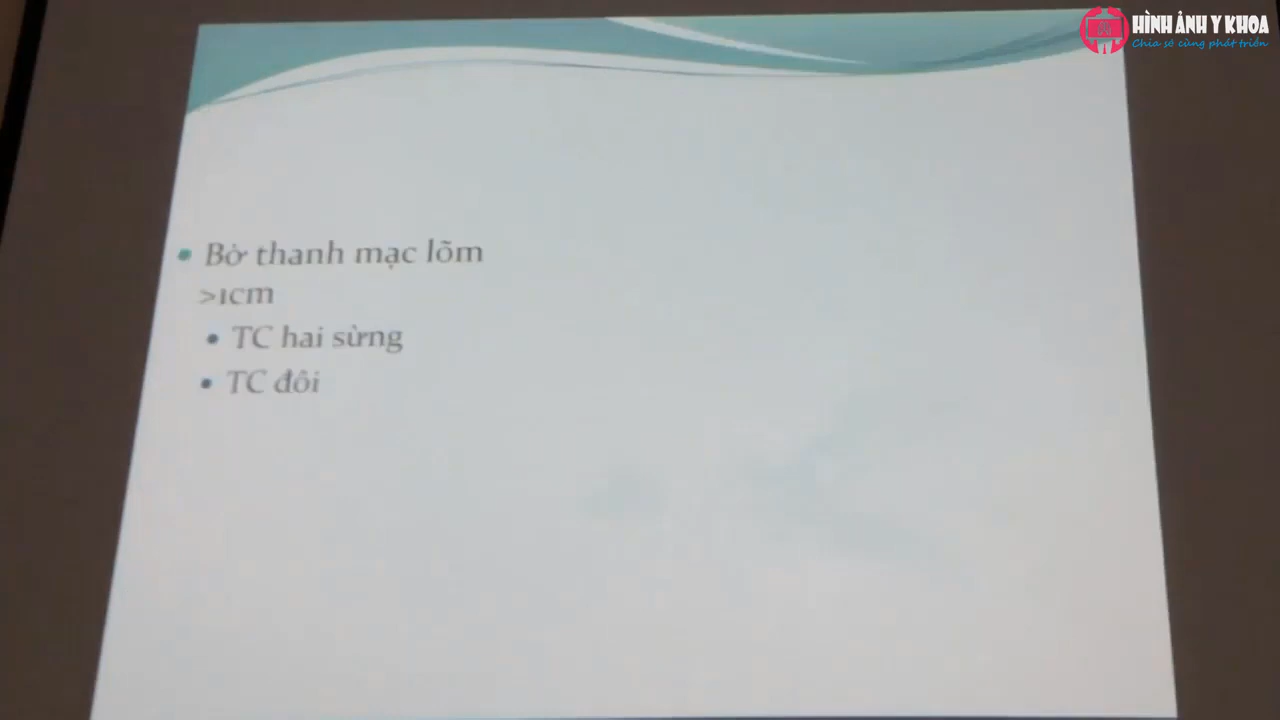 HÌNH ẢNH Y KHOA
Chia sẻ cùng phát triển
• Bờ thanh mạc lõm
>1cm
• TC hai sừng
• TC đôi